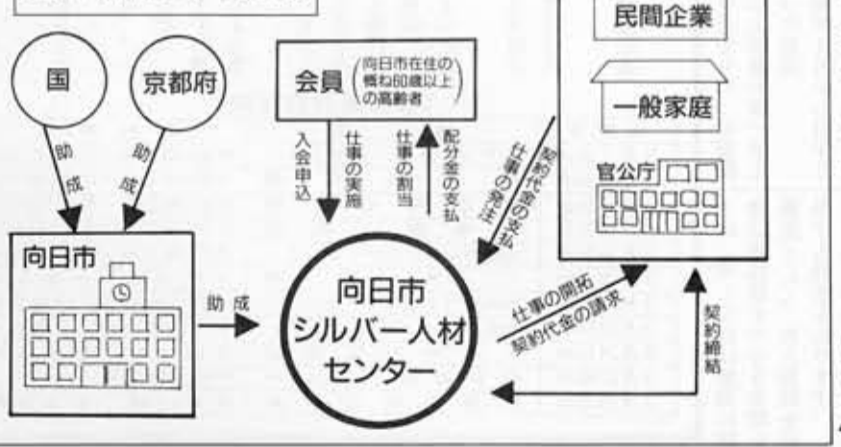 民間企業
国
京都府
会員
向日市在住の
概ね60歳以上
の高齢者
一般家庭
官公庁
助成
助成
入会申込
仕事の実施
仕事の割当
配分金の支払
契約代金の支払
仕事の発注
向日市
助成
向日市
シルバー人材
センター
仕事の開拓
契約代金の請求
契約締結